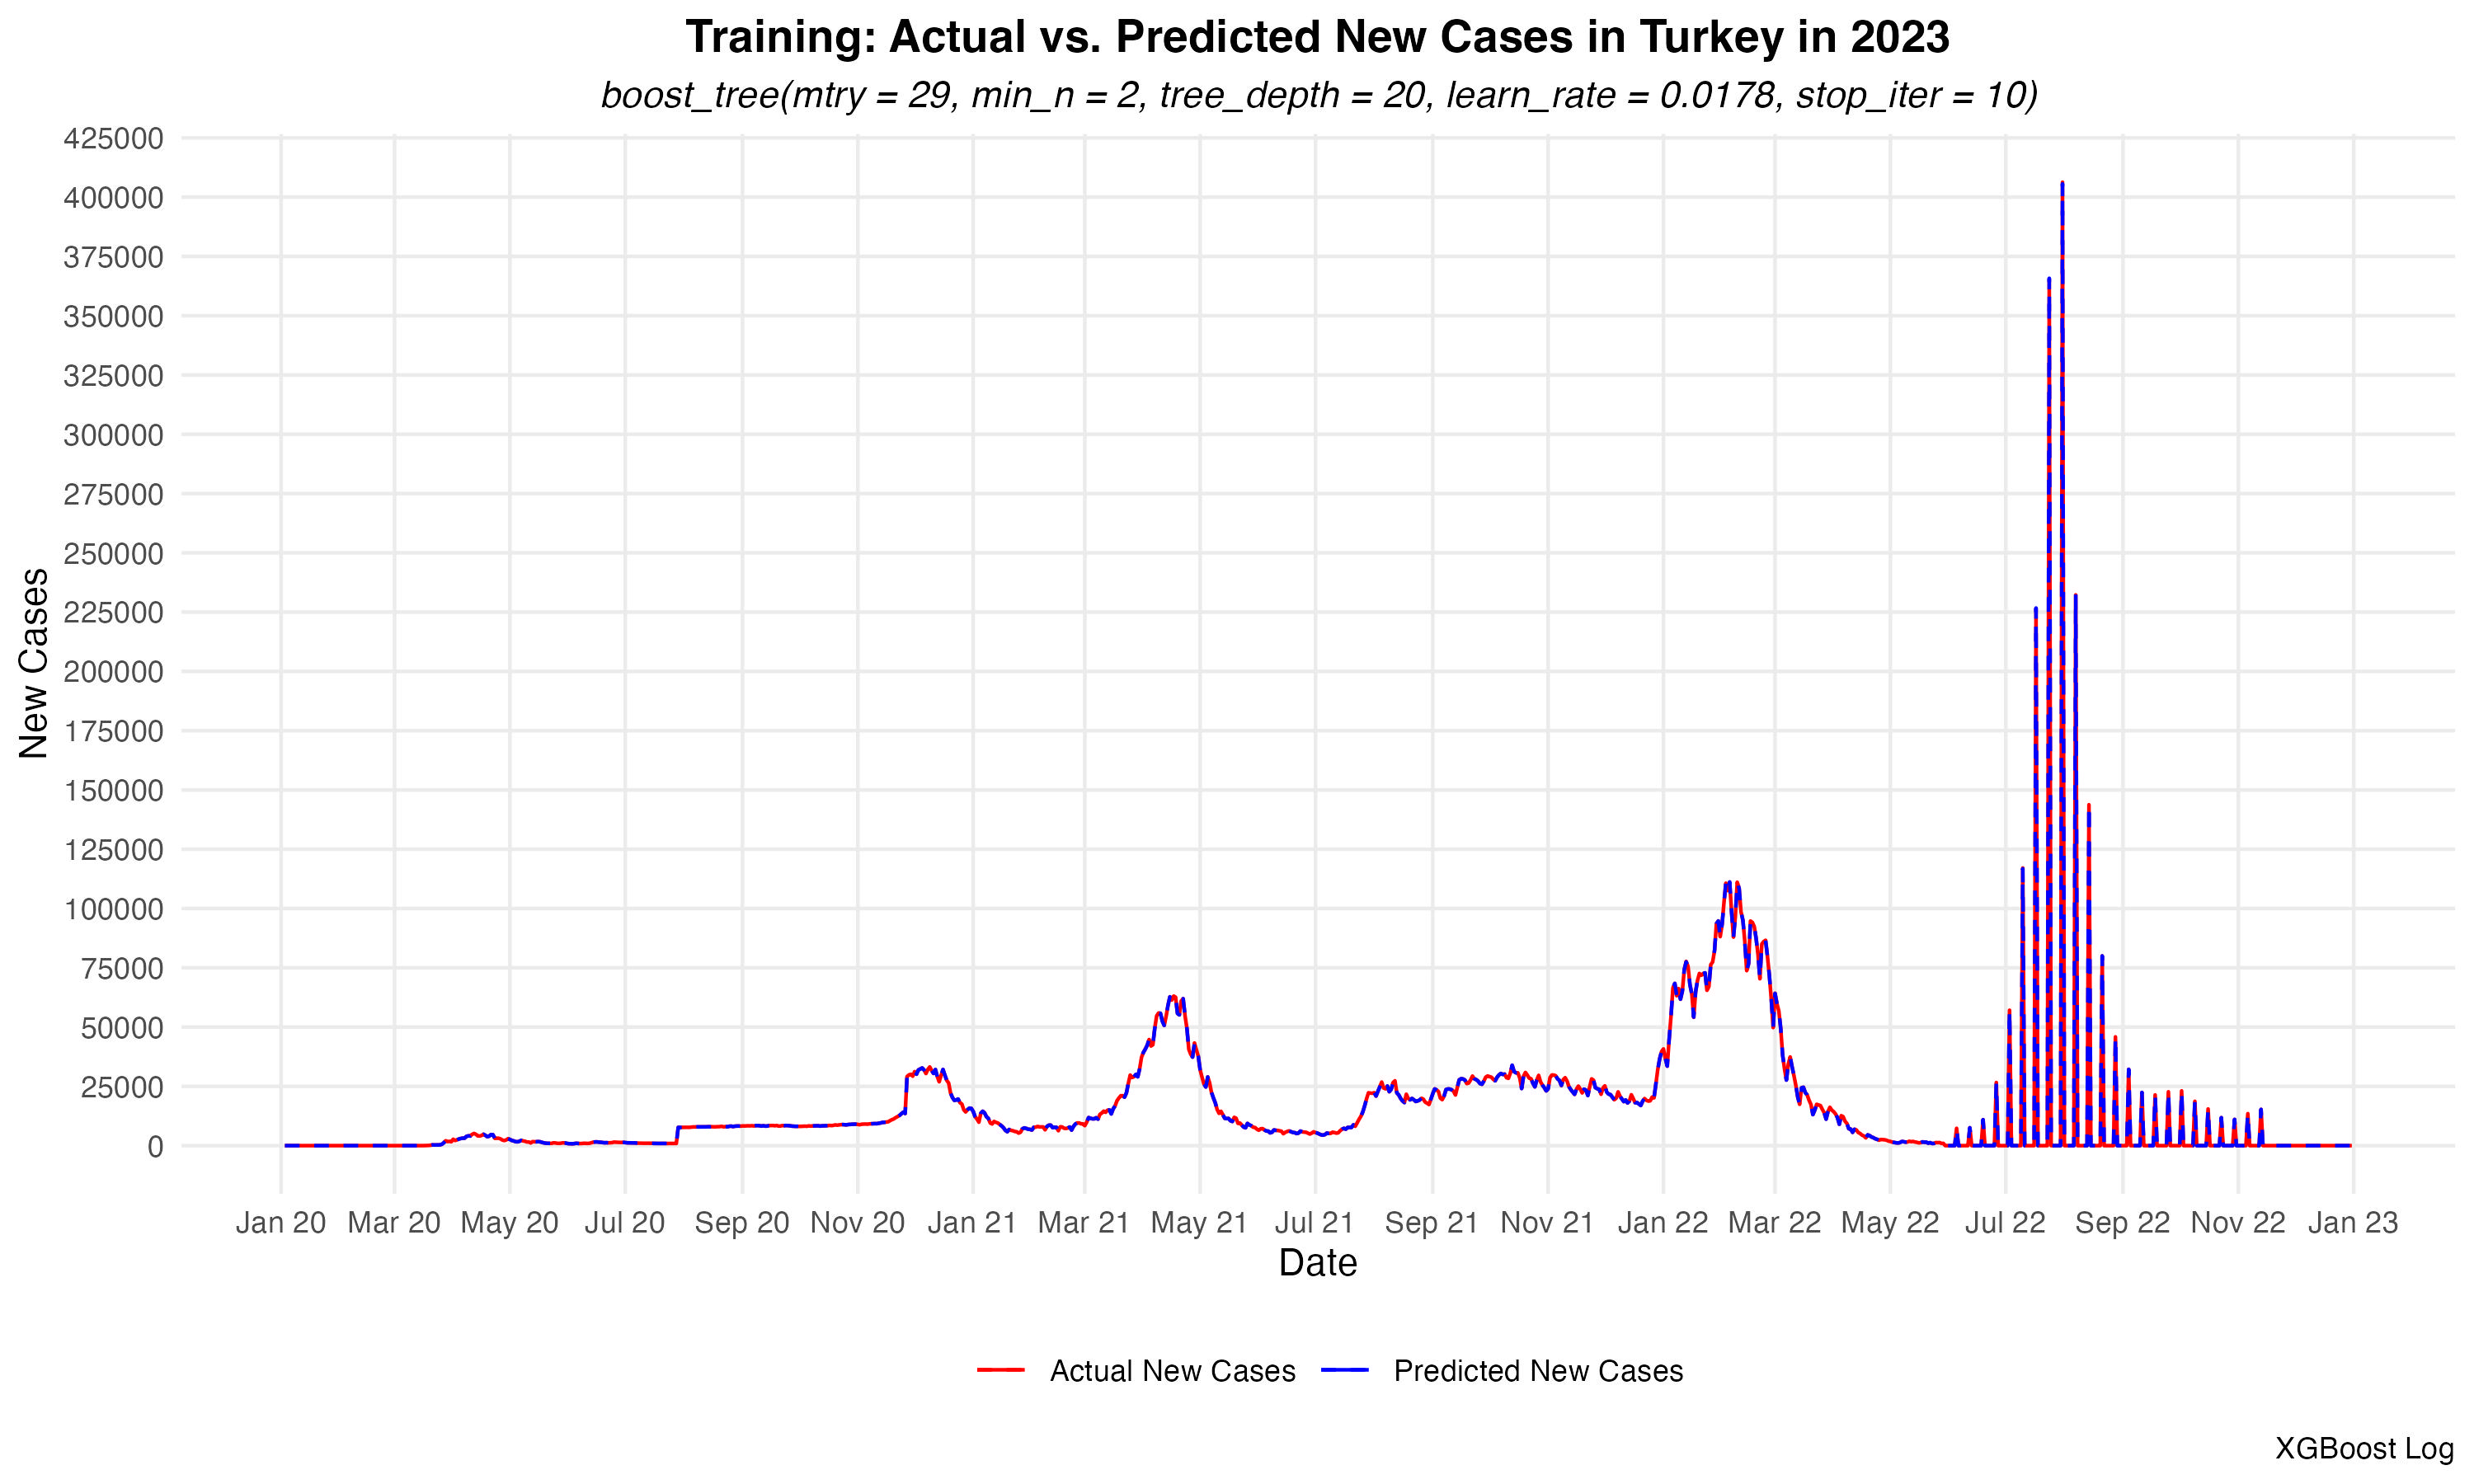 Training: Actual vs. Predicted New Cases in Turkey in 2023
boost_tree(mtry = 29, min_n = 2, tree_depth = 20, learn_rate = 0.0178, stop_iter = 10)
425000
400000
375000
350000
325000
300000
275000
250000
225000
200000
175000
150000
125000
100000
75000
50000
25000
0
New Cases
Jan 20 Mar 20 May 20 Jul 20 Sep 20 Nov 20 Jan 21 Mar 21 May 21 Jul 21 Sep 21 Nov 21 Jan 22 Mar 22 May 22 Jul 22 Sep 22 Nov 22 Jan 23
Date
Actual New Cases Predicted New Cases
XGBoost Log